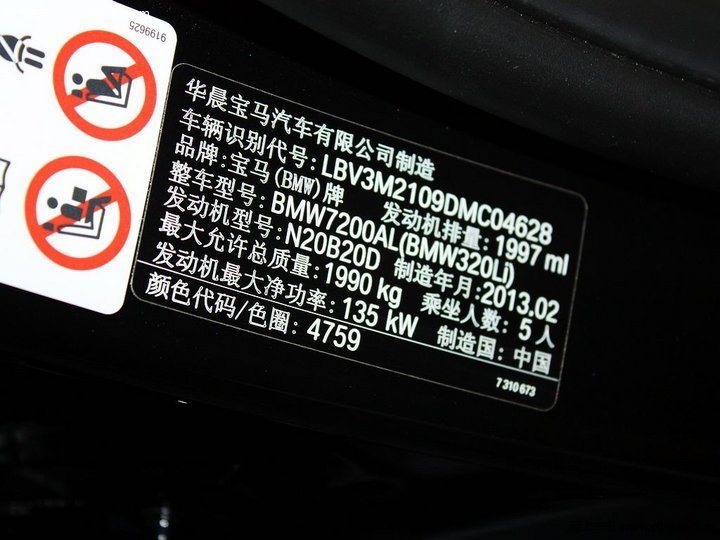 9199625
华晨宝马汽车有限公司制造
车辆识别代号: LBV3M2109DMC04628
品牌: 宝马(BMW)牌 发动机排量: 1997 ml
整车型号: BMW7200AL(BMW320Li)
发动机型号: N20B20D 制造年月: 2013.02
最大允许总质量: 1990 kg 乘坐人数: 5 人
发动机最大净功率: 135 kW 制造国: 中国
颜色代码/色圈: 4759
7 310 673